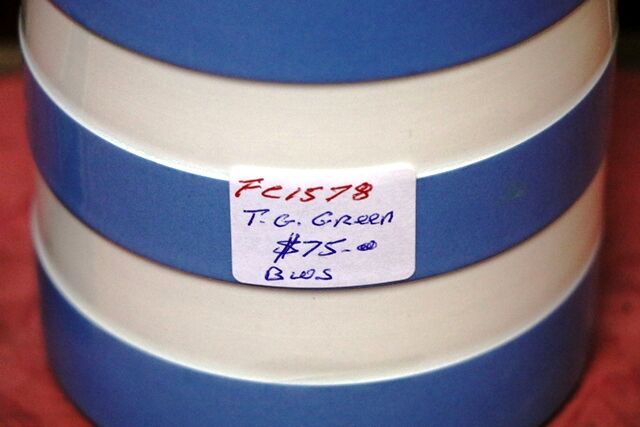 FC1578
T.G. Green
$75.00
BWS